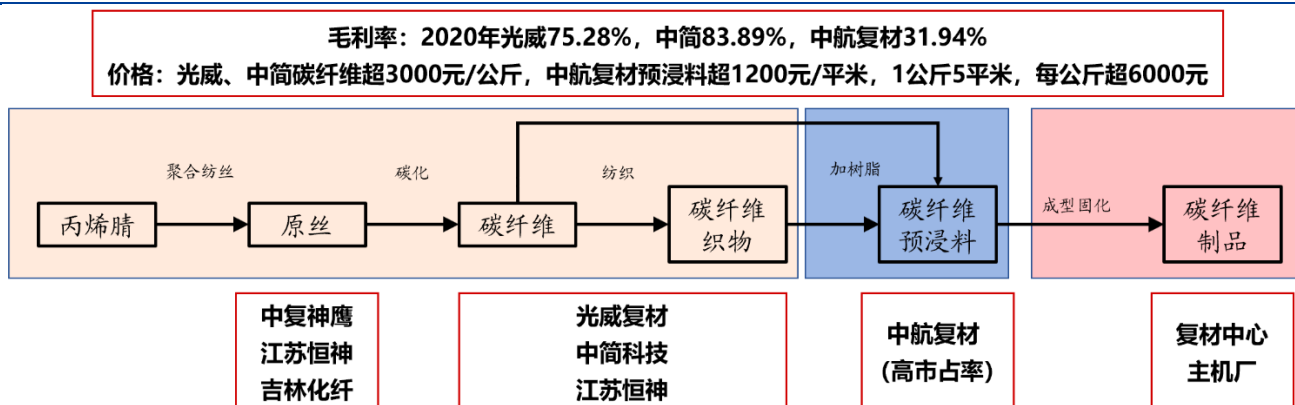 毛利率：2020年光威75.28%，中简83.89%，中航复材31.94%
价格：光威、中简碳纤维超3000元/公斤，中航复材预浸料超1200元/平米，1公斤5平米，每公斤超6000元
聚合纺丝
碳化
纺织
加树脂
成型固化
丙烯腈
原丝
碳纤维
碳纤维
织物
碳纤维
预浸料
碳纤维
制品
中复神鹰
江苏恒神
吉林化纤
光威复材
中简科技
江苏恒神
中航复材
（高市占率）
复材中心
主机厂